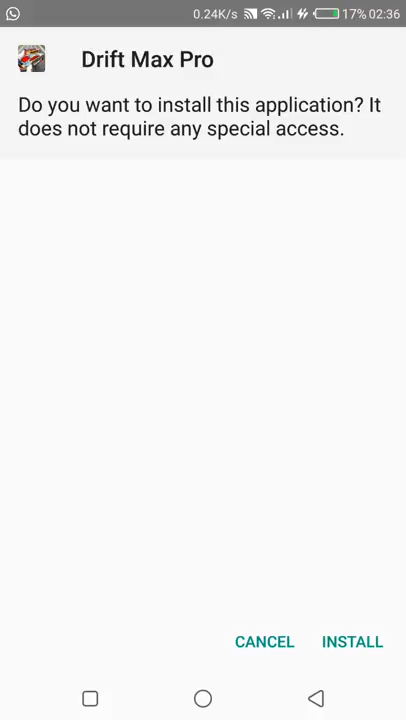 0.24K/s 17% 02:36
Drift Max Pro
Do you want to install this application? It
does not require any special access.
CANCEL INSTALL